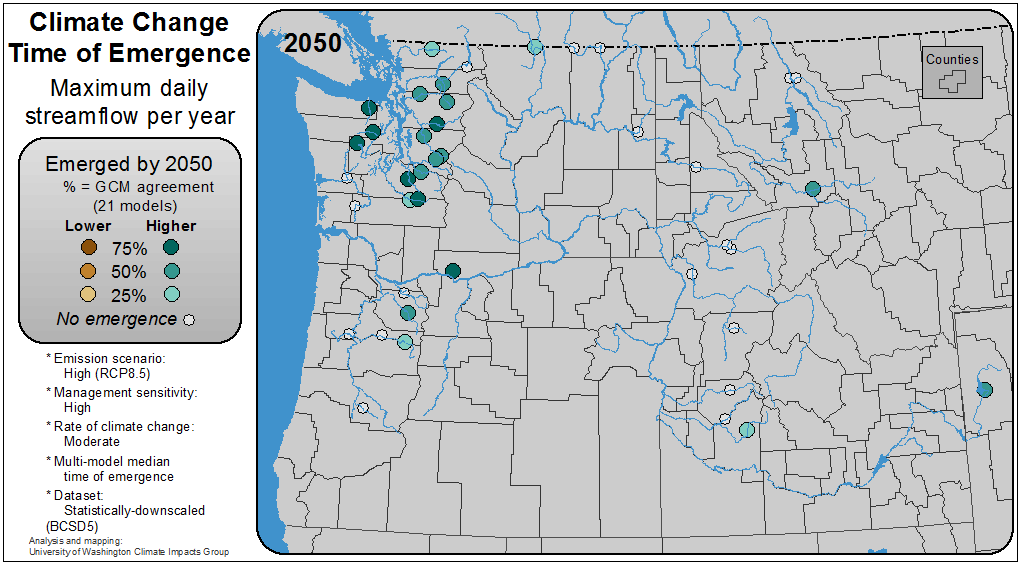 Climate Change
Time of Emergence
Maximum daily
streamflow per year
Emerged by 2050
% = GCM agreement
(21 models)
Lower Higher
75%
50%
25%
No emergence
* Emission scenario:
High (RCP8.5)
* Management sensitivity:
High
* Rate of climate change:
Moderate
* Multi-model median
time of emergence
* Dataset:
Statistically-downscaled
(BCSD5)
Analysis and mapping:
University of Washington Climate Impacts Group
2050
Counties